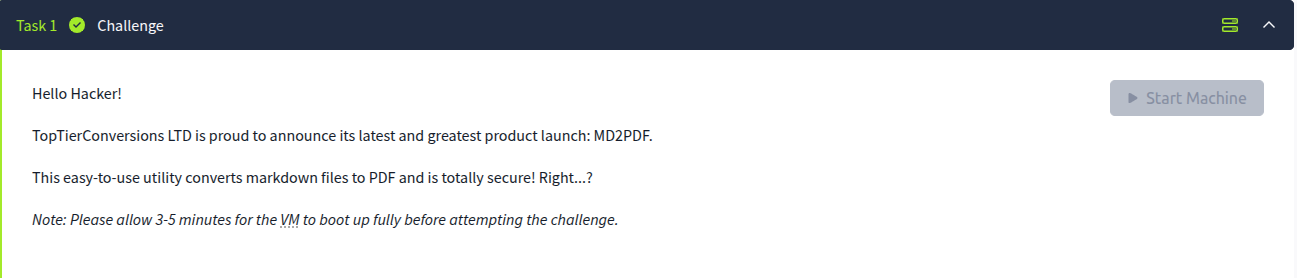 Task 1 Challenge
Hello Hacker!
Start Machine
TopTierConversions LTD is proud to announce its latest and greatest product launch: MD2PDF.
This easy-to-use utility converts markdown files to PDF and is totally secure! Right...?
Note: Please allow 3-5 minutes for the VM to boot up fully before attempting the challenge.